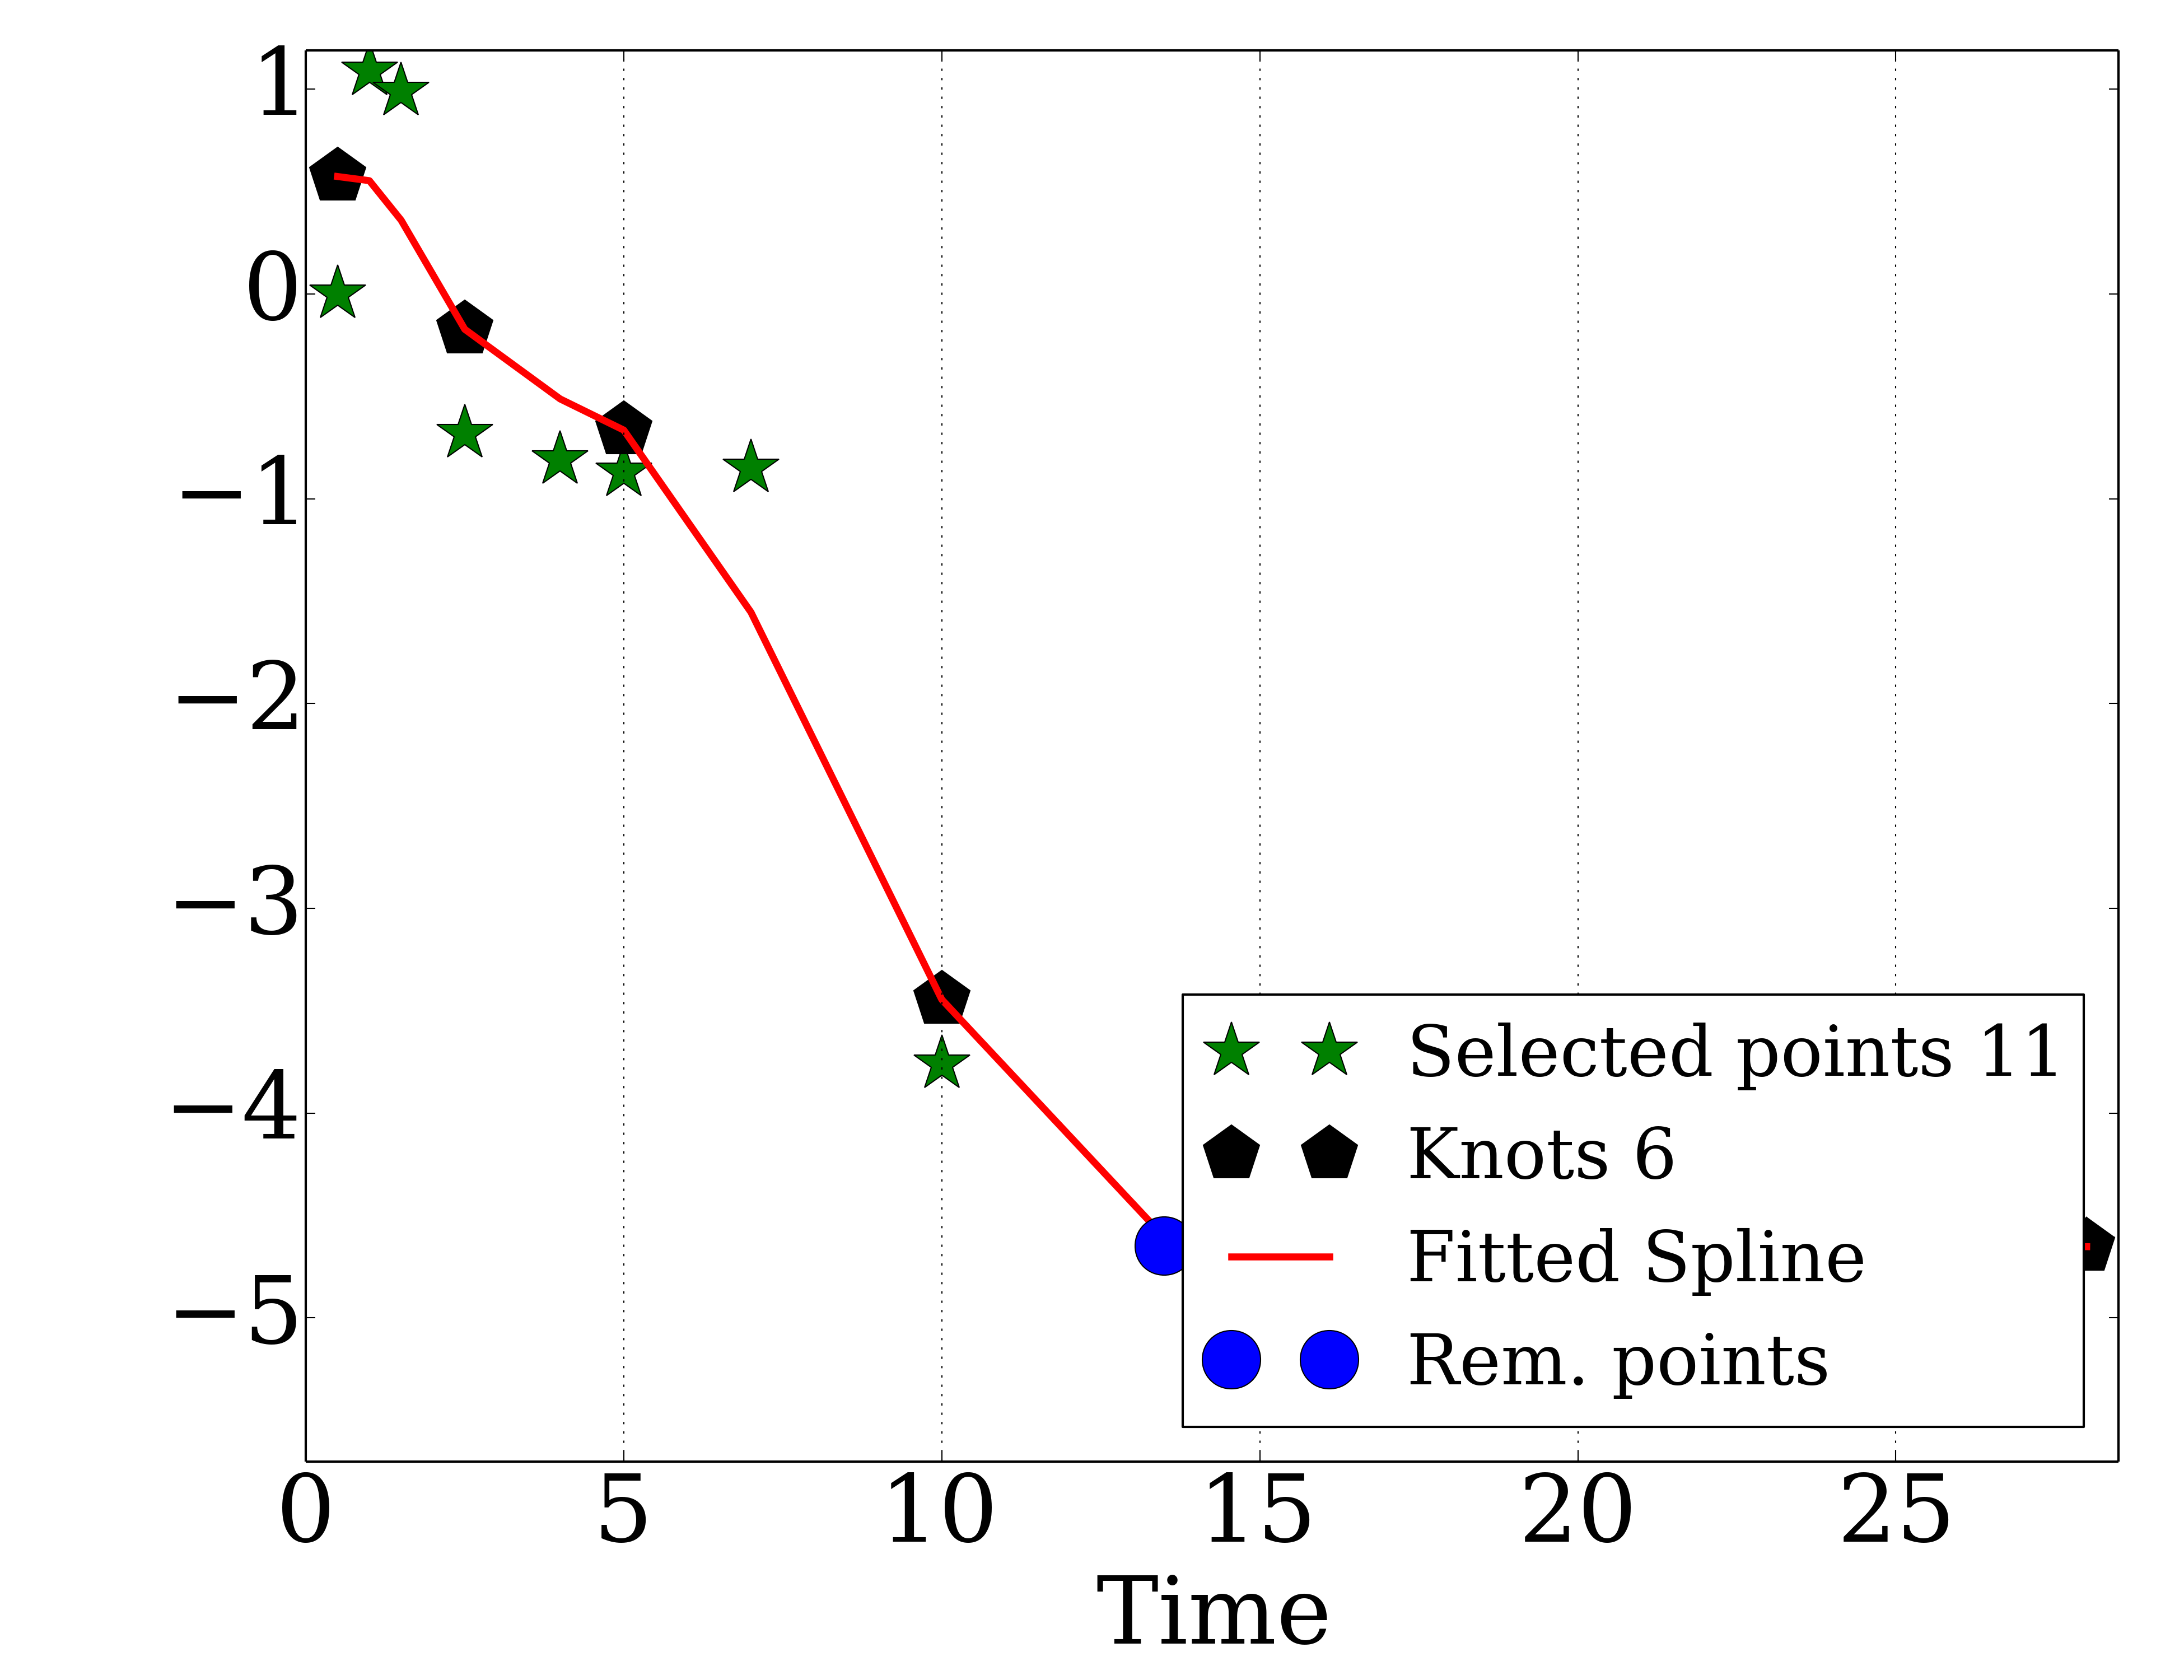 1
0
−1
−2
−3
−4
−5
Selected points 11
Knots 6
Fitted Spline
Rem. points
0 5 10 15 20 25
Time